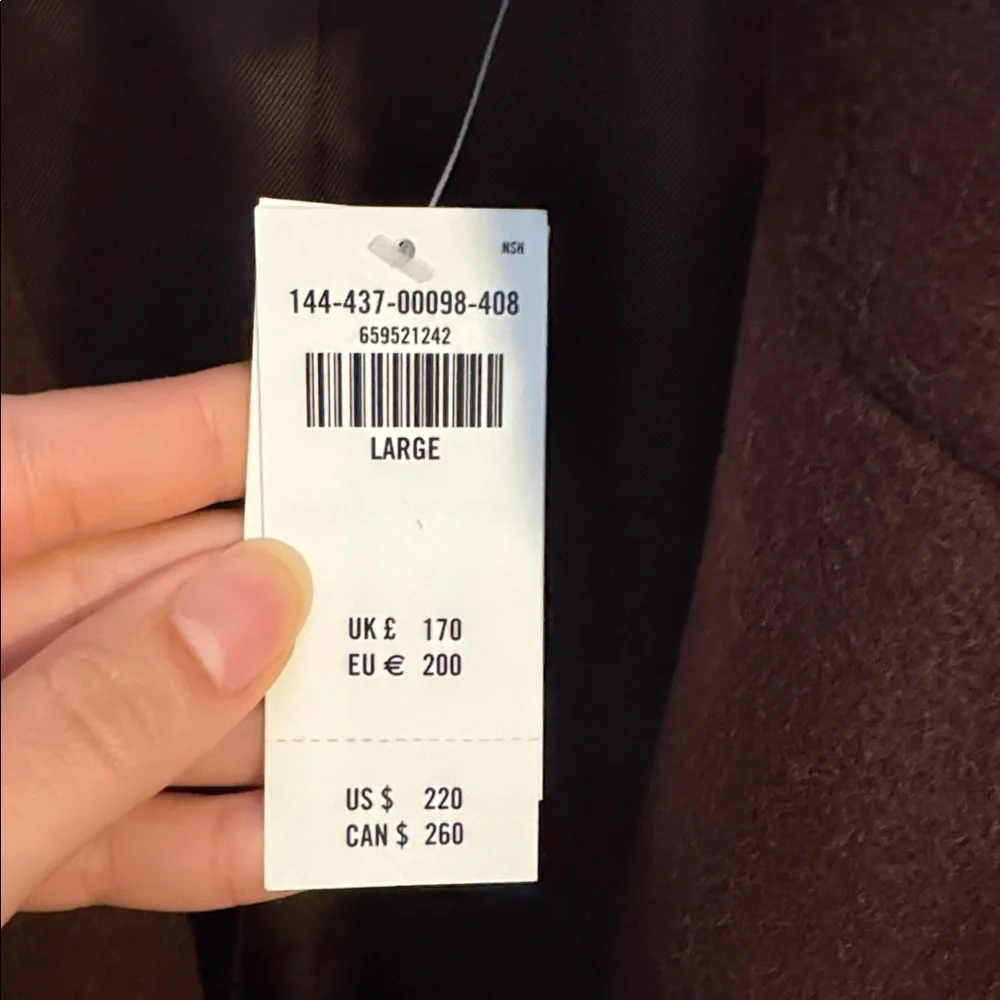 NSH
144-437-00098-408
659521242
LARGE
UK £ 170
EU € 200
US $ 220
CAN $ 260